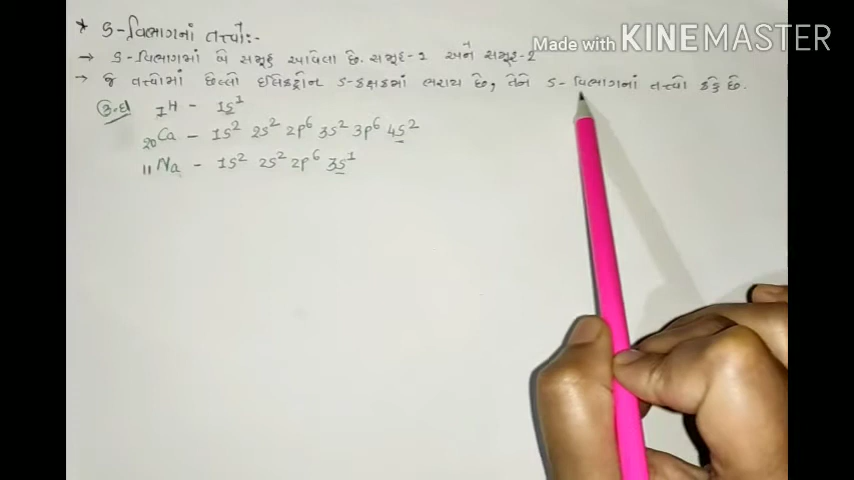 Made with KINEMASTER
* s-વિભાગનાં તત્ત્વો:-
→ s-વિભાગમાં બે સમૂહ આવેલા છે. સમૂહ-1 અને સમૂહ-2
→ જે તત્ત્વોમાં છેલ્લો ઈલેક્ટ્રોન s-કક્ષકમાં ભરાય છે, તેને s-વિભાગનાં તત્ત્વો કહે છે.
ઉ.દા ₁H - 1s¹
₂₀Ca - 1s² 2s² 2p⁶ 3s² 3p⁶ 4s²
₁₁Na - 1s² 2s² 2p⁶ 3s¹